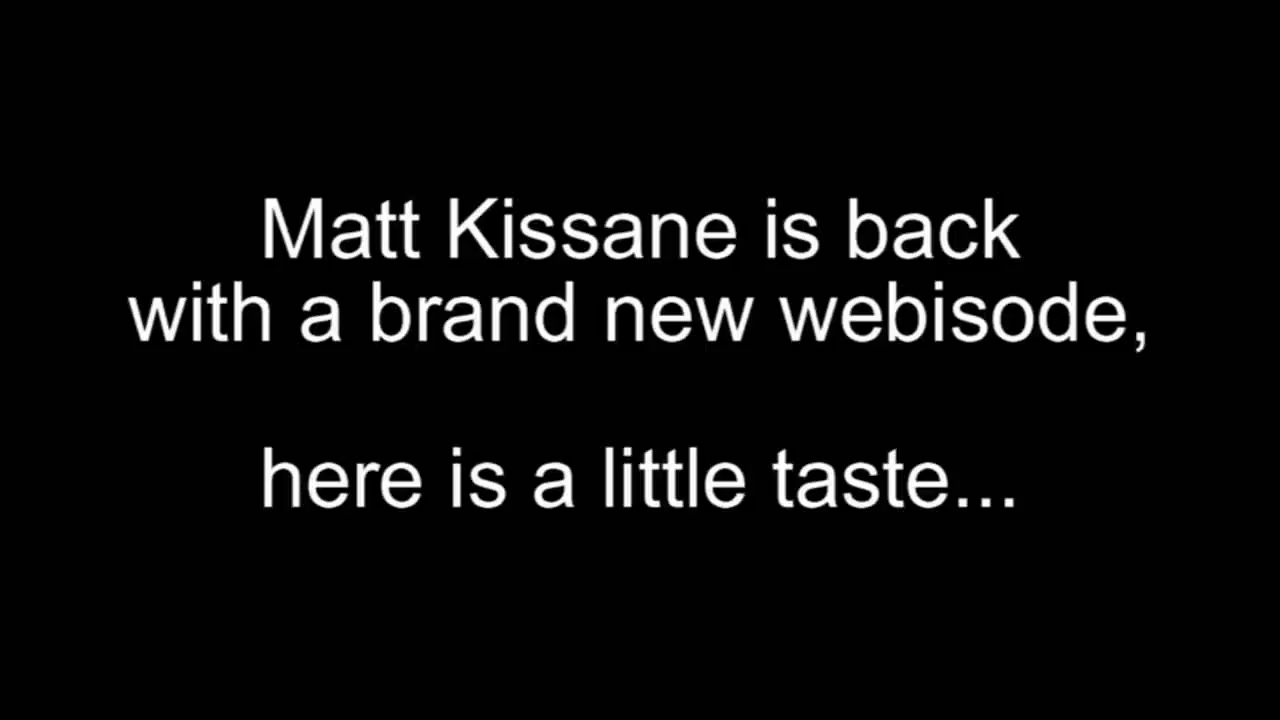 Matt Kissane is back
with a brand new webisode,
here is a little taste...